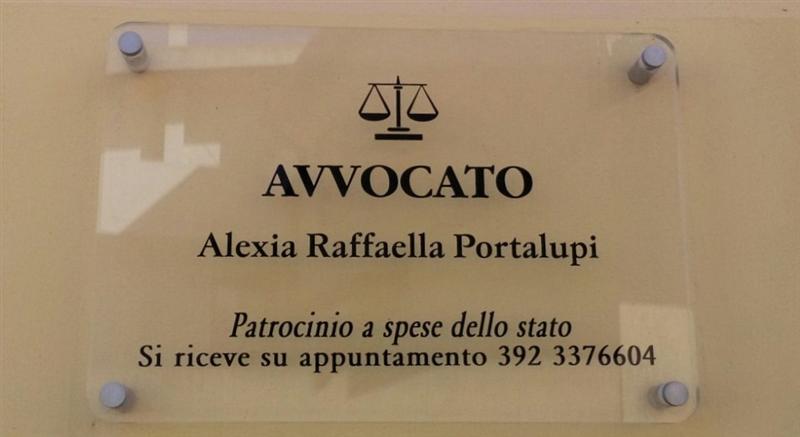 AVVOCATO
Alexia Raffaella Portalupi
Patrocinio a spese dello stato
Si riceve su appuntamento 392 3376604